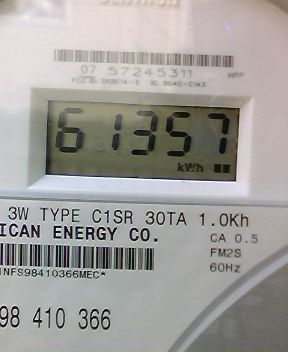 07 57245311
61357
kWh
3W TYPE C1SR 30TA 1.0Kh
ICAN ENERGY CO.
CA 0.5
FM2S
60Hz
INFS98410366MEC*
98 410 366